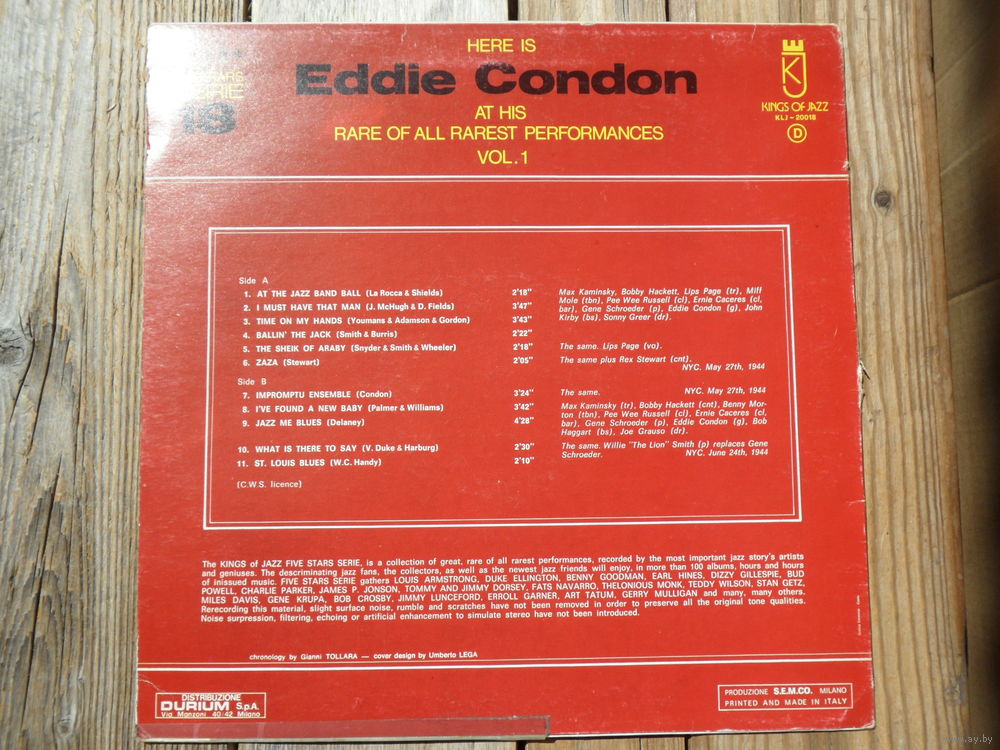 HERE IS
Eddie Condon
AT HIS
RARE OF ALL RAREST PERFORMANCES
VOL.1
STARS
SERIE
18
KJ
KINGS OF JAZZ
KLJ - 20018
D
Side A
1. AT THE JAZZ BAND BALL (La Rocca & Shields) 2'18" Max Kaminsky, Bobby Hackett, Lips Page (tr), Miff
2. I MUST HAVE THAT MAN (J. McHugh & D. Fields) 3'47" Mole (tbn), Pee Wee Russell (cl), Ernie Caceres (cl,
bar), Gene Schroeder (p), Eddie Condon (g), John
3. TIME ON MY HANDS (Youmans & Adamson & Gordon) 3'43" Kirby (bs), Sonny Greer (dr).
4. BALLIN' THE JACK (Smith & Burris) 2'22"
5. THE SHEIK OF ARABY (Snyder & Smith & Wheeler) 2'18" The same. Lips Page (vo).
6. ZAZA (Stewart) 2'05" The same plus Rex Stewart (cnt).
NYC. May 27th, 1944
Side B
7. IMPROMPTU ENSEMBLE (Condon) 3'24" The same. NYC. May 27th, 1944
8. I'VE FOUND A NEW BABY (Palmer & Williams) 3'42" Max Kaminsky (tr), Bobby Hackett (cnt), Benny Mor-
ton (tbn), Pee Wee Russell (cl), Ernie Caceres (cl,
9. JAZZ ME BLUES (Delaney) 4'28" bar), Gene Schroeder (p), Eddie Condon (g), Bob
Haggart (bs), Joe Grauso (dr).
10. WHAT IS THERE TO SAY (V. Duke & Harburg) 2'30" The same. Willie "The Lion" Smith (p) replaces Gene
Schroeder. NYC. June 24th, 1944
11. ST. LOUIS BLUES (W.C. Handy) 2'10"
(C.W.S. licence)
The KINGS of JAZZ FIVE STARS SERIE, is a collection of great, rare of all rarest performances, recorded by the most important jazz story's artists
and geniuses. The descriminating jazz fans, the collectors, as well as the newest jazz friends will enjoy, in more than 100 albums, hours and hours
of inissued music. FIVE STARS SERIE gathers LOUIS ARMSTRONG, DUKE ELLINGTON, BENNY GOODMAN, EARL HINES, DIZZY GILLESPIE, BUD
POWELL, CHARLIE PARKER, JAMES P. JONSON, TOMMY AND JIMMY DORSEY, FATS NAVARRO, THELONIOUS MONK, TEDDY WILSON, STAN GETZ,
MILES DAVIS, GENE KRUPA, BOB CROSBY, JIMMY LUNCEFORD, ERROLL GARNER, ART TATUM, GERRY MULLIGAN and many, many others.
Rerecording this material, slight surface noise, rumble and scratches have not been removed in order to preserve all the original tone qualities.
Noise surpression, filtering, echoing or artificial enhancement to simulate stereo have not been introduced.
chronology by Gianni TOLLARA — cover design by Umberto LEGA
DISTRIBUZIONE
DURIUM S.p.A.
Via Manzoni 40/42 Milano
PRODUZIONE S.E.M.CO. MILANO
PRINTED AND MADE IN ITALY
www.ay.by